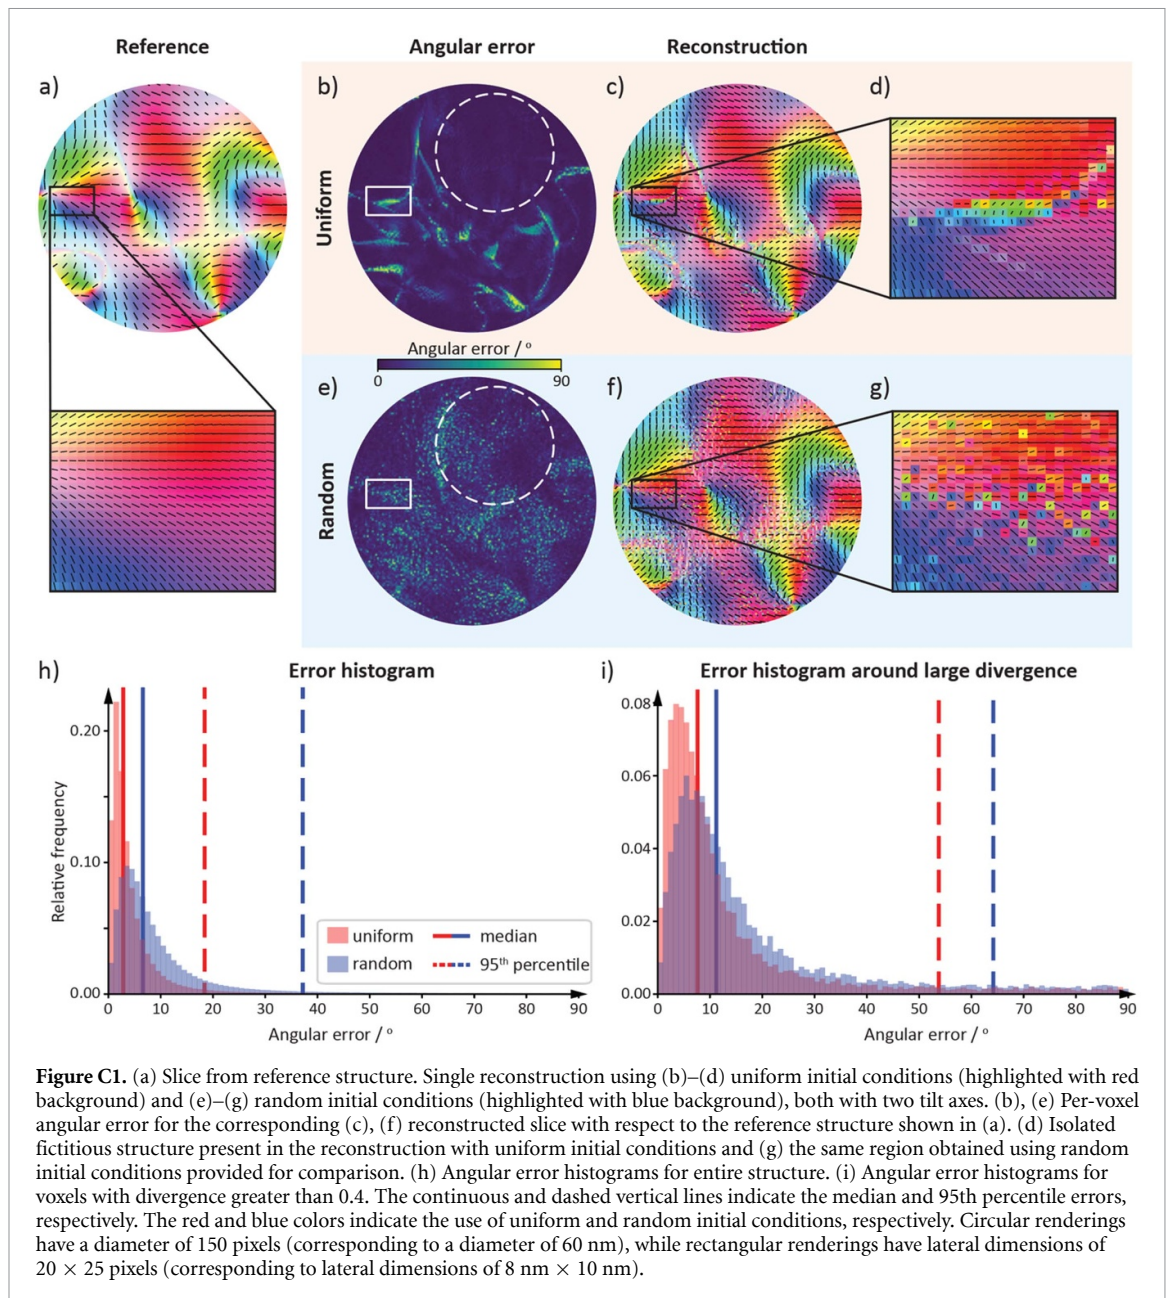 Reference
Angular error
Reconstruction
a)
b)
c)
d)
Uniform
Angular error / °
0
90
e)
f)
g)
Random
h)
Error histogram
i)
Error histogram around large divergence
Relative frequency
0.20
0.10
0.00
0
10
20
30
40
50
60
70
80
90
Angular error / °
uniform
median
random
95th percentile
0.08
0.06
0.04
0.02
0.00
0
10
20
30
40
50
60
70
80
90
Angular error / °
Figure C1. (a) Slice from reference structure. Single reconstruction using (b)–(d) uniform initial conditions (highlighted with red
background) and (e)–(g) random initial conditions (highlighted with blue background), both with two tilt axes. (b), (e) Per-voxel
angular error for the corresponding (c), (f) reconstructed slice with respect to the reference structure shown in (a). (d) Isolated
fictitious structure present in the reconstruction with uniform initial conditions and (g) the same region obtained using random
initial conditions provided for comparison. (h) Angular error histograms for entire structure. (i) Angular error histograms for
voxels with divergence greater than 0.4. The continuous and dashed vertical lines indicate the median and 95th percentile errors,
respectively. The red and blue colors indicate the use of uniform and random initial conditions, respectively. Circular renderings
have a diameter of 150 pixels (corresponding to a diameter of 60 nm), while rectangular renderings have lateral dimensions of
20 × 25 pixels (corresponding to lateral dimensions of 8 nm × 10 nm).